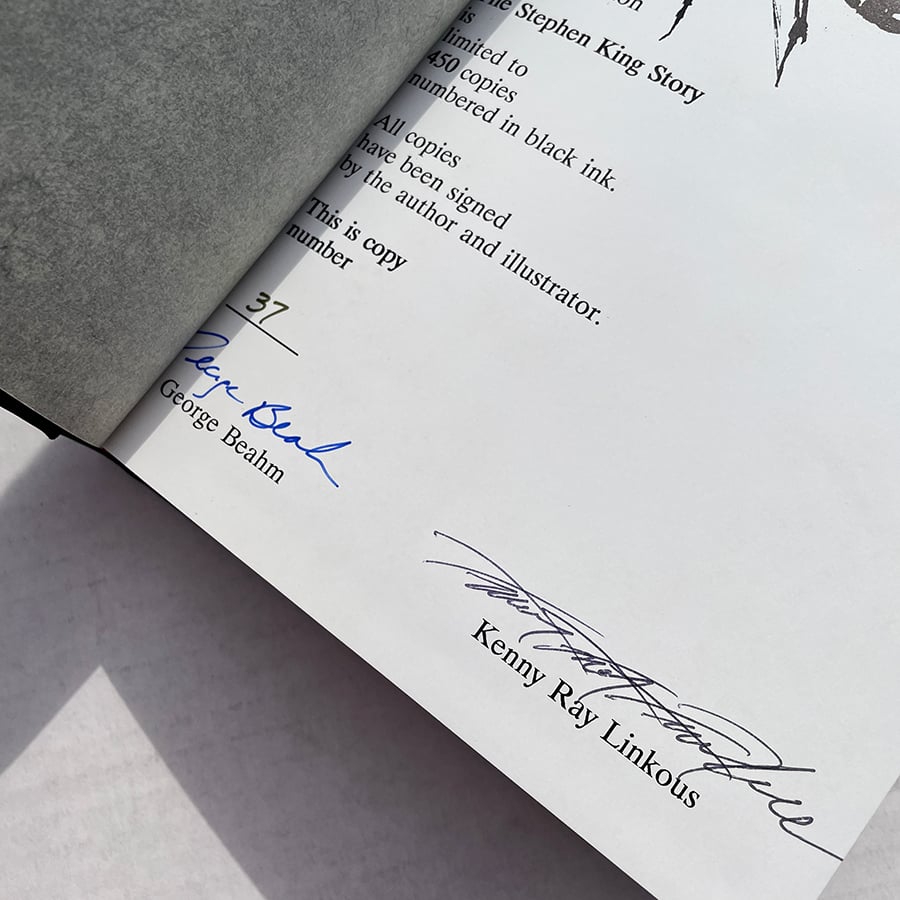 The Stephen King Story
is
limited to
450 copies
numbered in black ink.
All copies
have been signed
by the author and illustrator.
This is copy
number
37
George Beahm
George Beahm
Kenny Ray Linkous